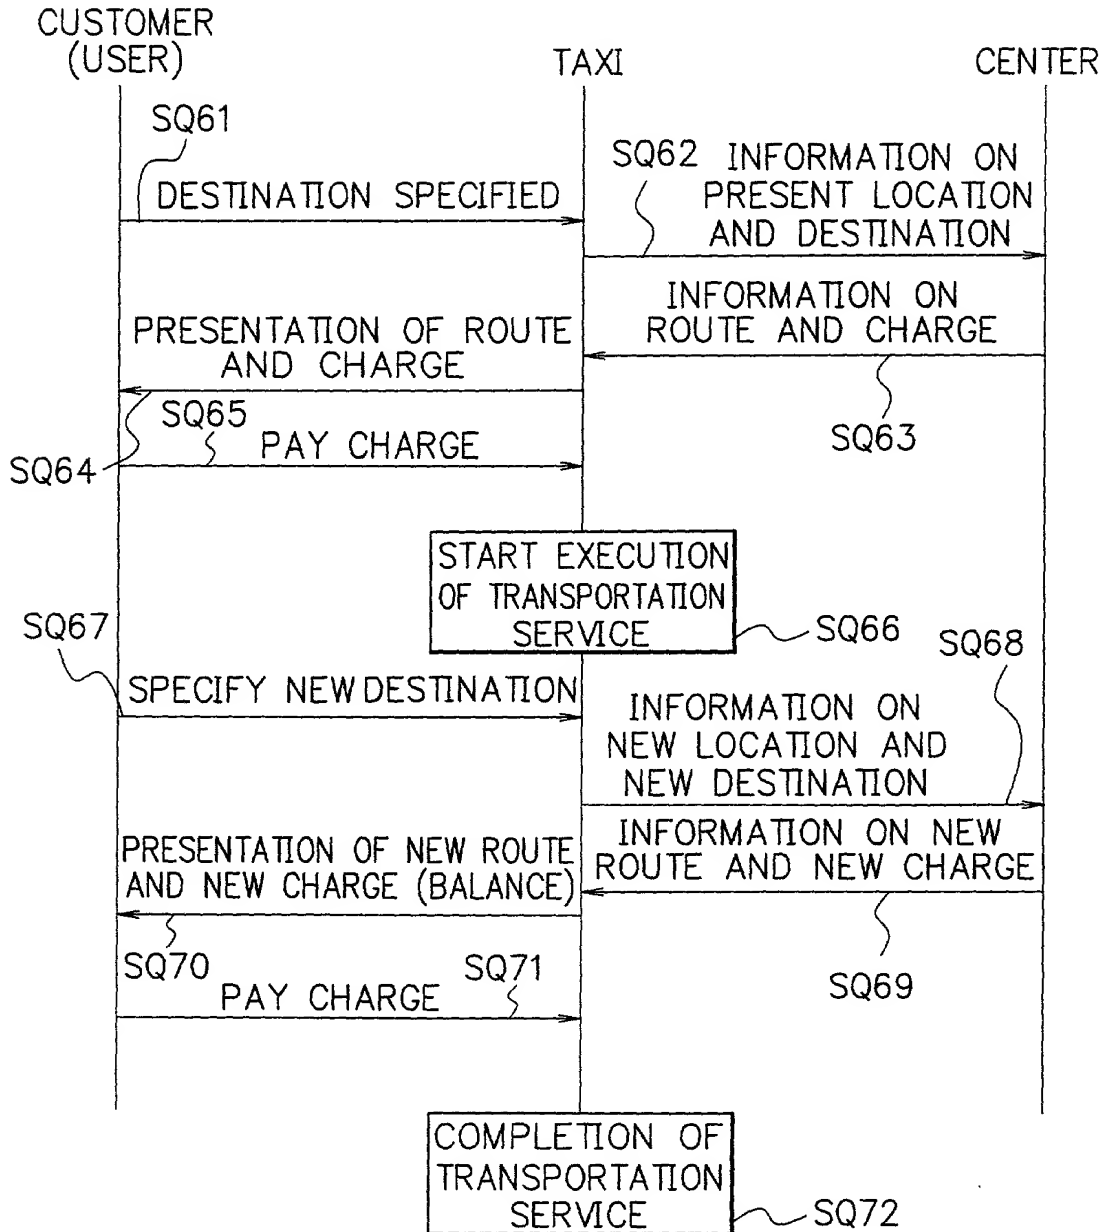 CUSTOMER
(USER)
TAXI
CENTER
SQ61
DESTINATION SPECIFIED
SQ62
INFORMATION ON
PRESENT LOCATION
AND DESTINATION
INFORMATION ON
ROUTE AND CHARGE
SQ63
PRESENTATION OF ROUTE
AND CHARGE
SQ64
SQ65
PAY CHARGE
START EXECUTION
OF TRANSPORTATION
SERVICE
SQ66
SQ67
SPECIFY NEW DESTINATION
SQ68
INFORMATION ON
NEW LOCATION AND
NEW DESTINATION
INFORMATION ON NEW
ROUTE AND NEW CHARGE
SQ69
PRESENTATION OF NEW ROUTE
AND NEW CHARGE (BALANCE)
SQ70
SQ71
PAY CHARGE
COMPLETION OF
TRANSPORTATION
SERVICE
SQ72